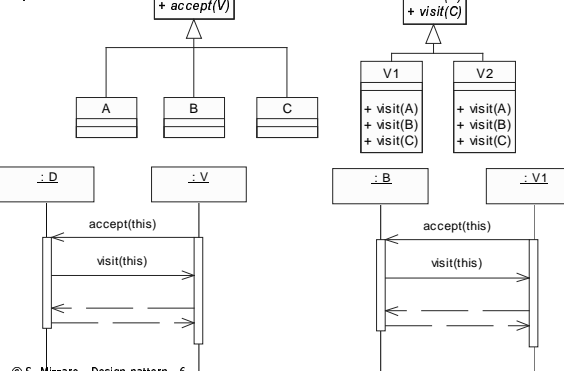 + accept(V)
+ visit(C)
A
B
C
V1
+ visit(A)
+ visit(B)
+ visit(C)
V2
+ visit(A)
+ visit(B)
+ visit(C)
: D
: V
accept(this)
visit(this)
: B
: V1
accept(this)
visit(this)
Design pattern